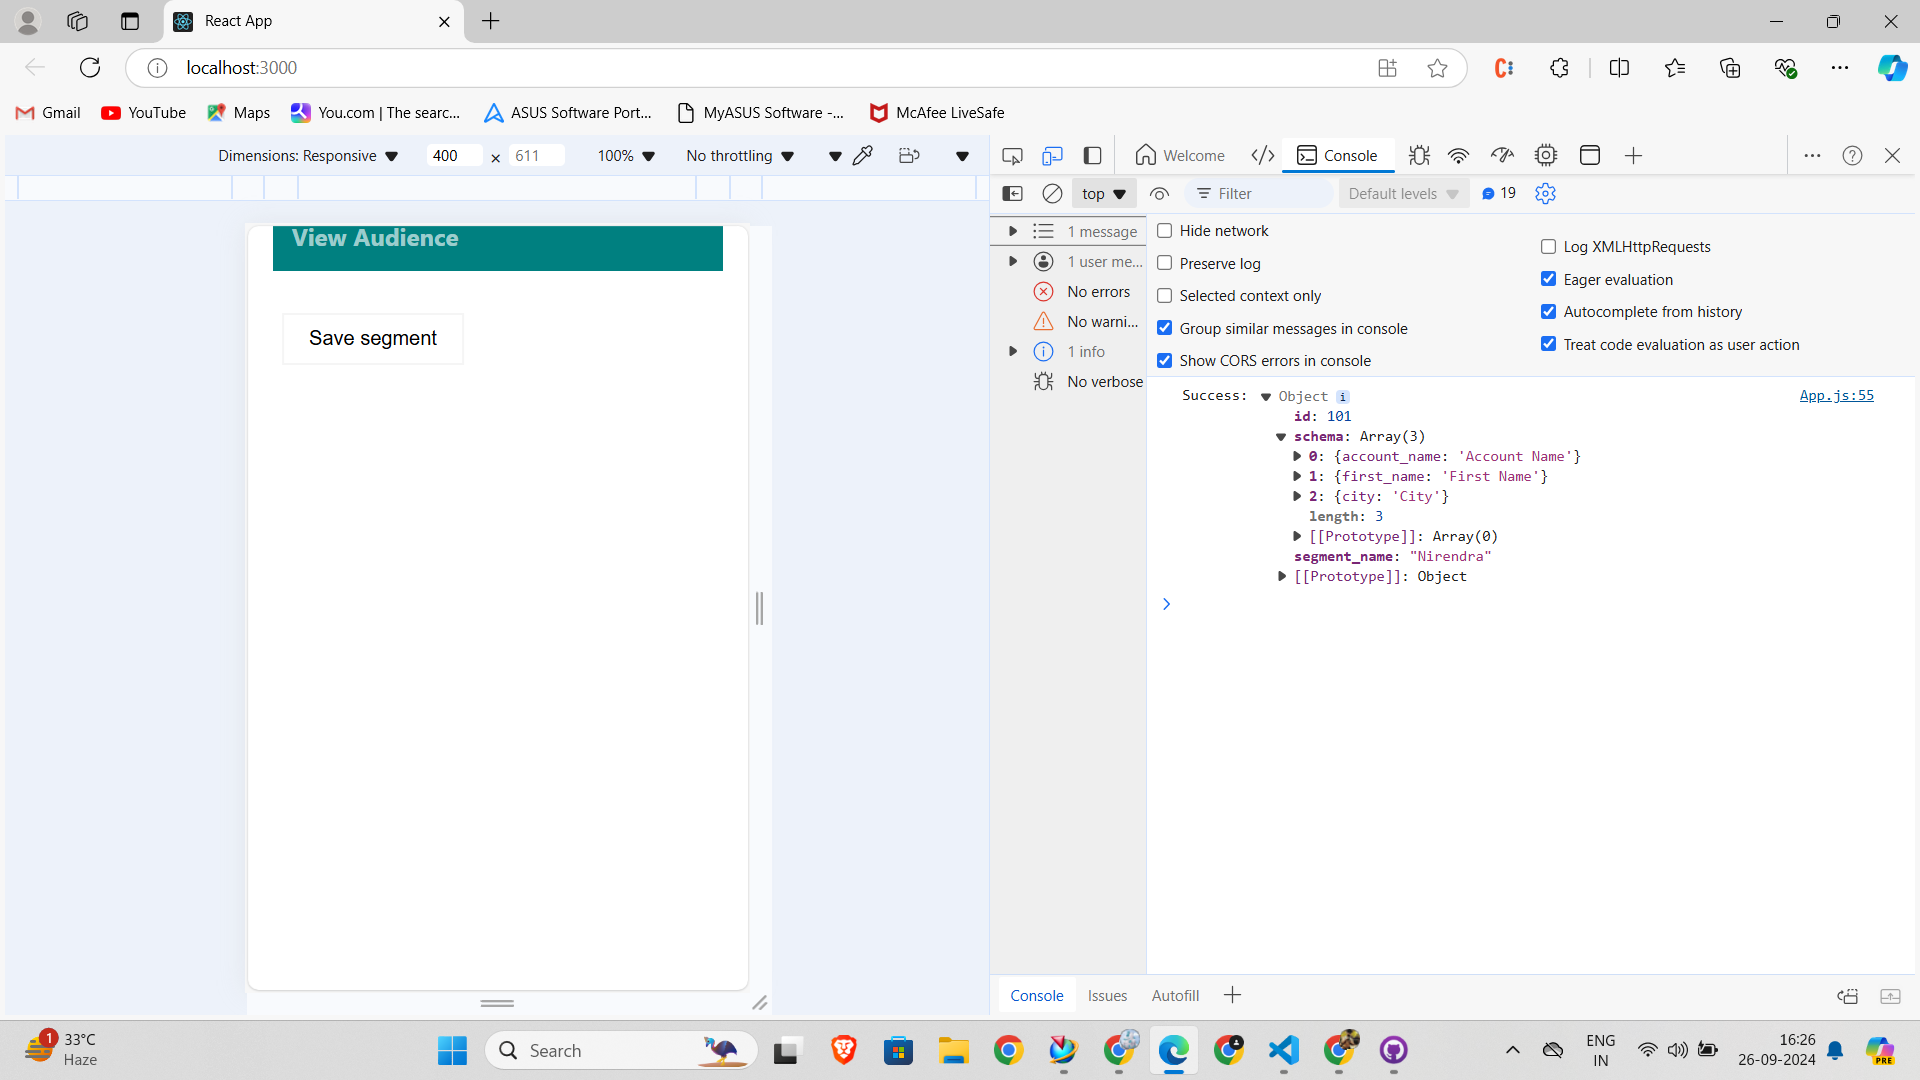 React App
localhost:3000
Gmail YouTube Maps You.com | The searc... ASUS Software Port... MyASUS Software -... McAfee LiveSafe
Dimensions: Responsive 400 × 611 100% No throttling
Welcome Console
top Filter Default levels 19
View Audience
Save segment
1 message
1 user me...
No errors
No warni...
1 info
No verbose
Hide network
Preserve log
Selected context only
Group similar messages in console
Show CORS errors in console
Log XMLHttpRequests
Eager evaluation
Autocomplete from history
Treat code evaluation as user action
Success: Object i App.js:55
id: 101
schema: Array(3)
0: {account_name: 'Account Name'}
1: {first_name: 'First Name'}
2: {city: 'City'}
length: 3
[[Prototype]]: Array(0)
segment_name: "Nirendra"
[[Prototype]]: Object
Console Issues Autofill
1 33°C
Haze
Search
ENG
IN
16:26
26-09-2024
PRE